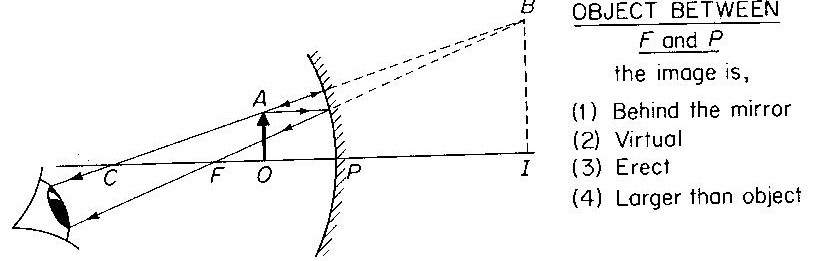 B
A
C
F
O
P
I
OBJECT BETWEEN
F and P
the image is,
(1) Behind the mirror
(2) Virtual
(3) Erect
(4) Larger than object